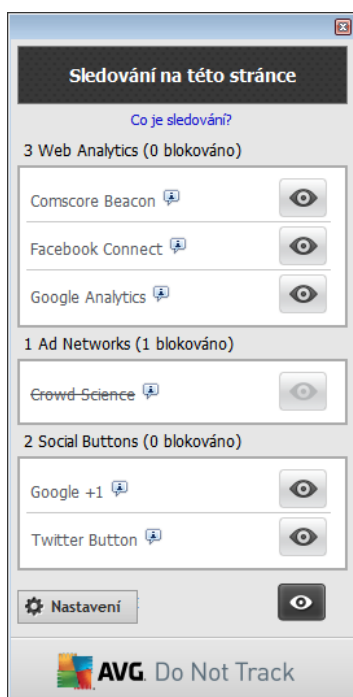 Sledování na této stránce
Co je sledování?
3 Web Analytics (0 blokováno)
Comscore Beacon
Facebook Connect
Google Analytics
1 Ad Networks (1 blokováno)
Crowd Science
2 Social Buttons (0 blokováno)
Google +1
Twitter Button
Nastavení
AVG. Do Not Track